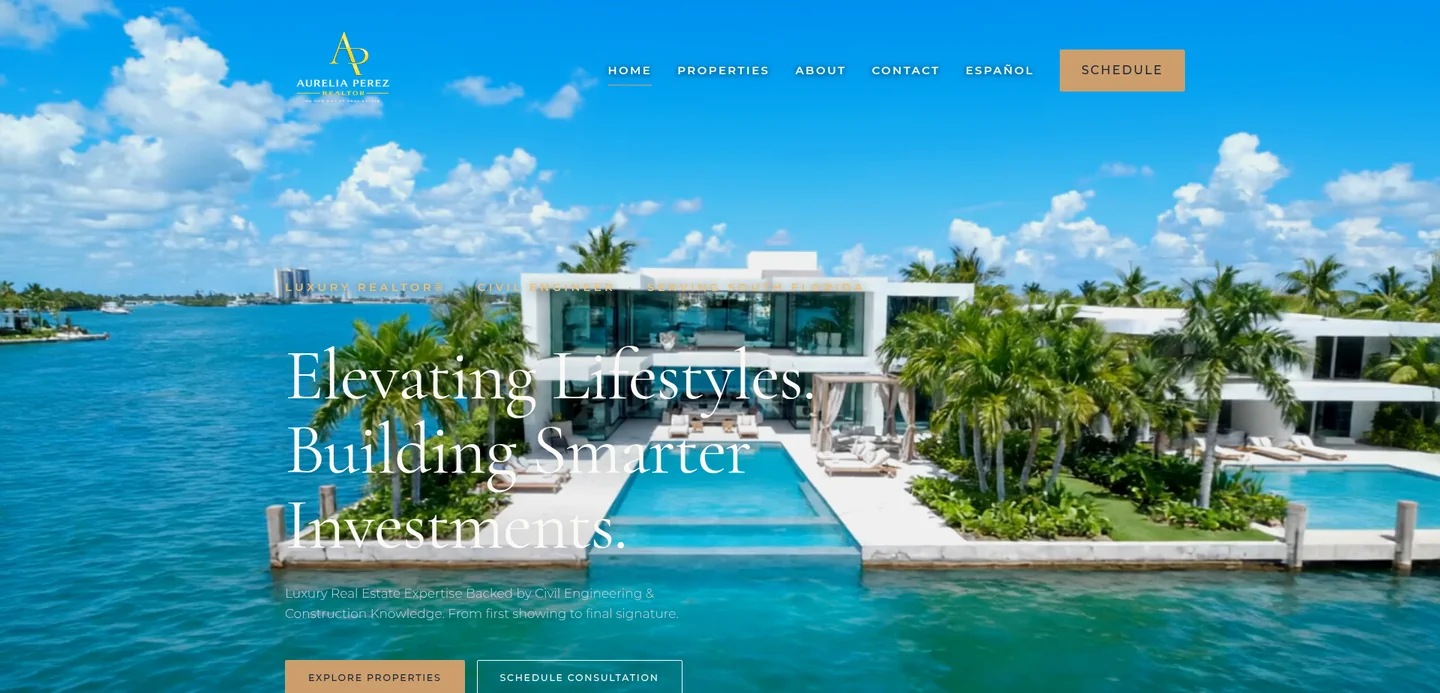 AURELIA PEREZ
REALTOR
HOME PROPERTIES ABOUT CONTACT ESPAÑOL SCHEDULE
LUXURY REALTOR® · CIVIL ENGINEER · SERVING SOUTH FLORIDA
Elevating Lifestyles.
Building Smarter
Investments.
Luxury Real Estate Expertise Backed by Civil Engineering &
Construction Knowledge. From first showing to final signature.
EXPLORE PROPERTIES SCHEDULE CONSULTATION